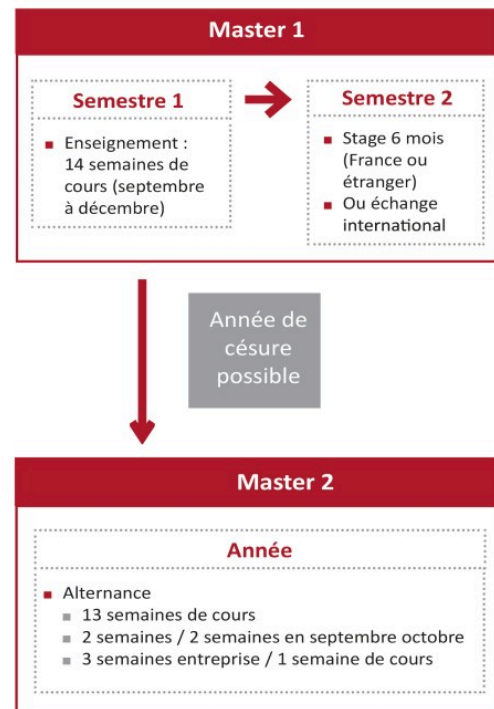 Master 1
Semestre 1
Enseignement :
14 semaines de
cours (septembre
à décembre)
Semestre 2
Stage 6 mois
(France ou
étranger)
Ou échange
international
Année de
césure
possible
Master 2
Année
Alternance
13 semaines de cours
2 semaines / 2 semaines en septembre octobre
3 semaines entreprise / 1 semaine de cours